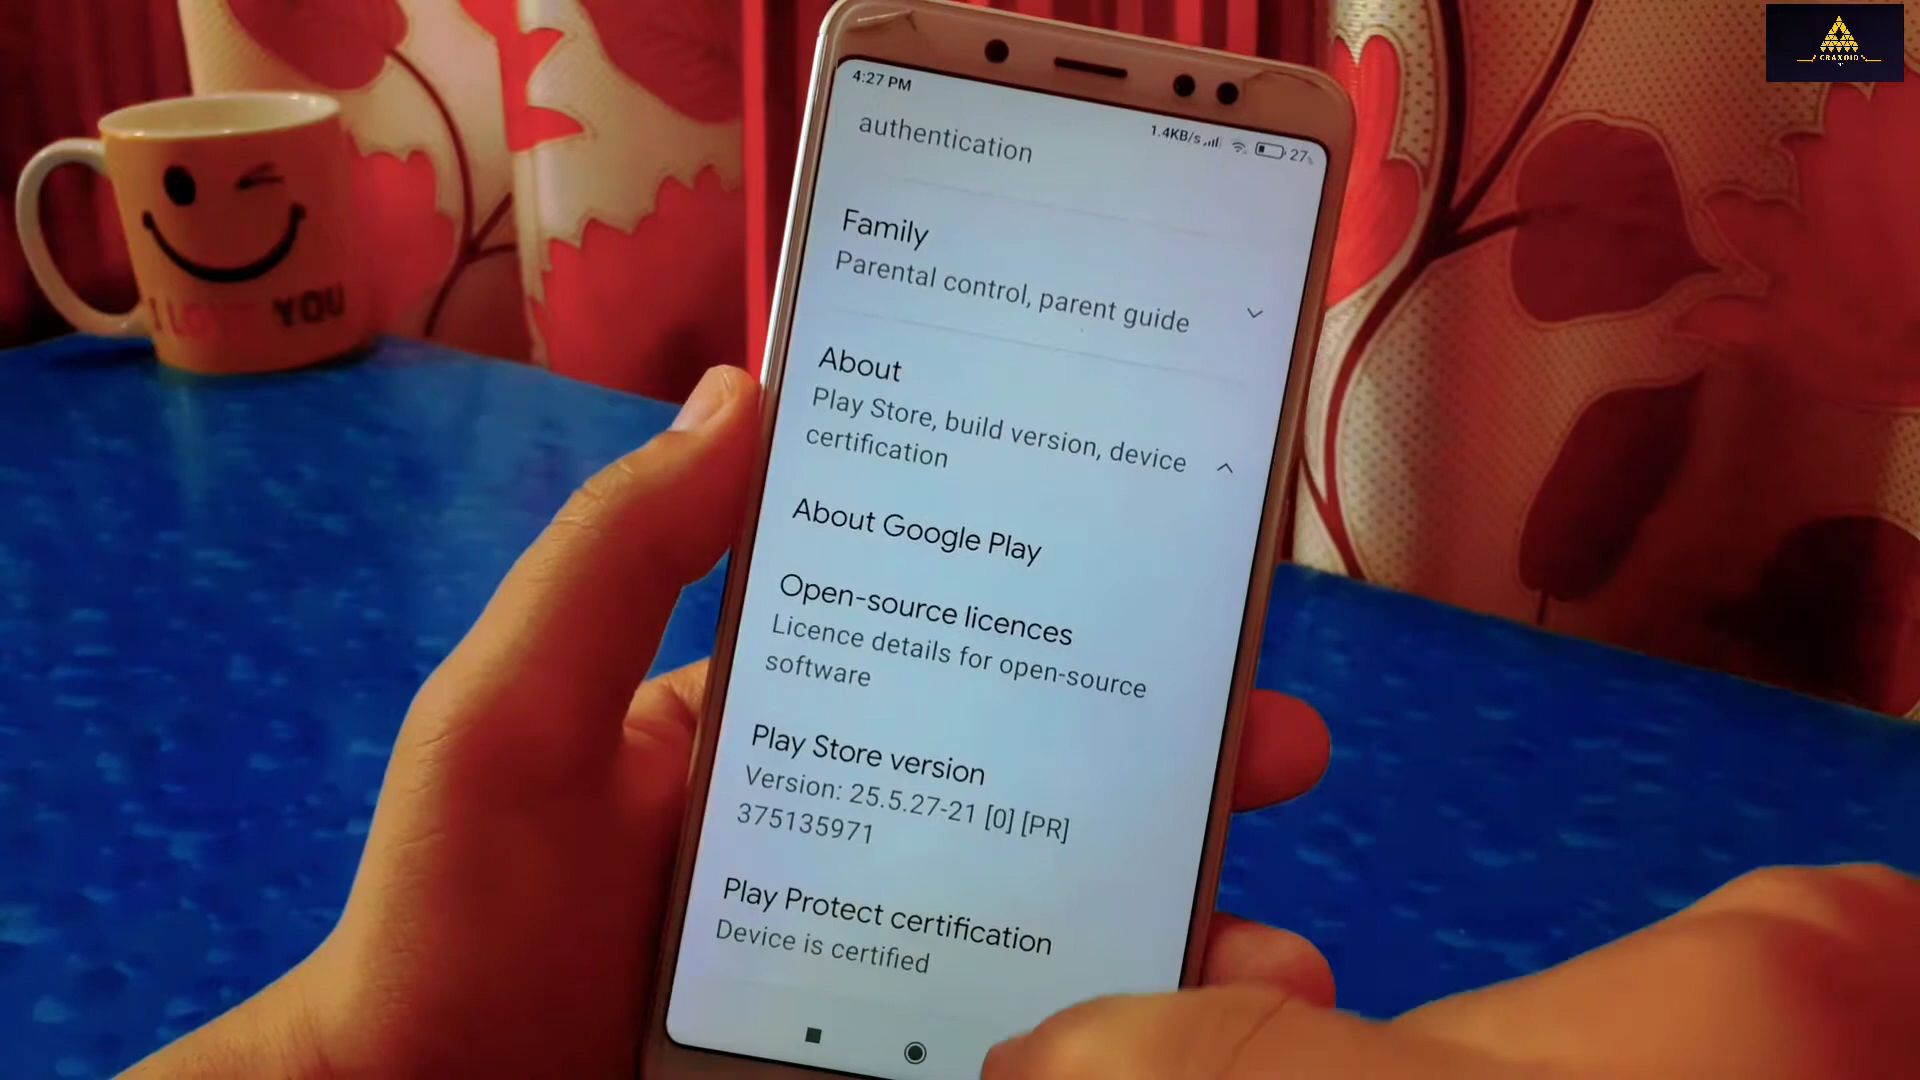 CRAXOID
4:27 PM
1.4KB/s
27%
authentication
Family
Parental control, parent guide
About
Play Store, build version, device
certification
About Google Play
Open-source licences
Licence details for open-source
software
Play Store version
Version: 25.5.27-21 [0] [PR]
375135971
Play Protect certification
Device is certified
I LOVE YOU